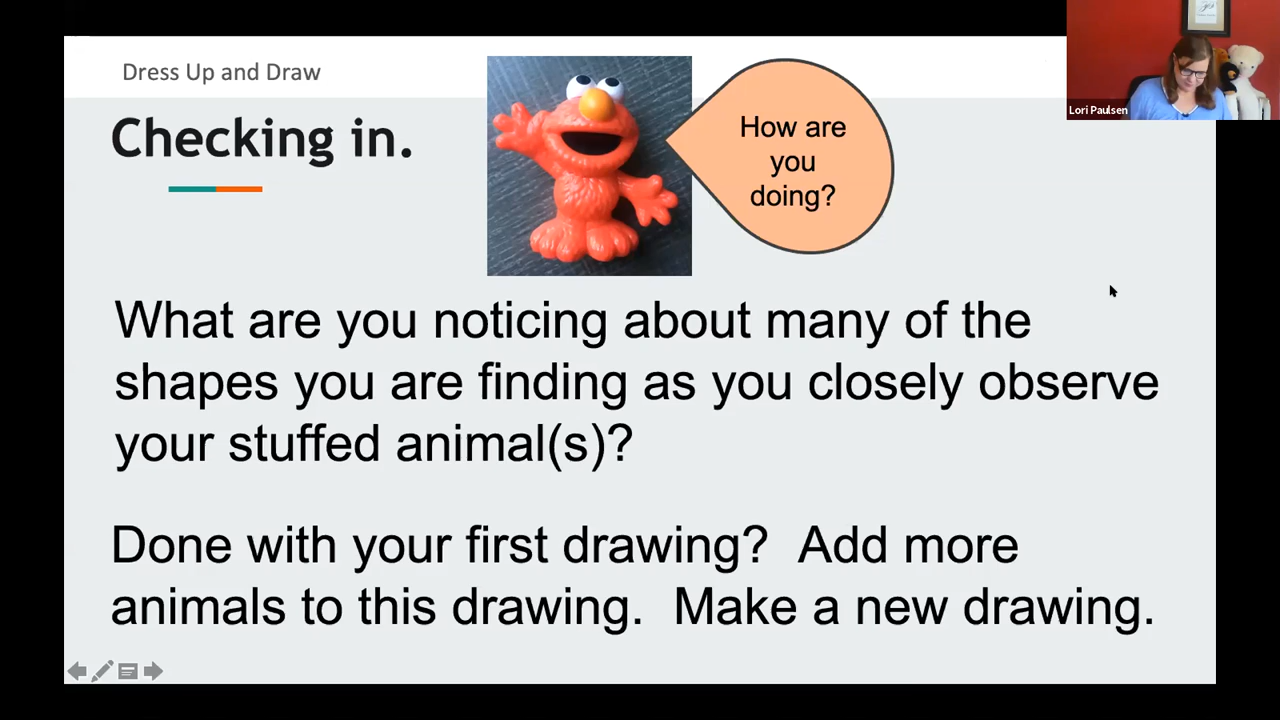 Dress Up and Draw
Checking in.
How are
you
doing?
Lori Paulsen
What are you noticing about many of the
shapes you are finding as you closely observe
your stuffed animal(s)?
Done with your first drawing?  Add more
animals to this drawing.  Make a new drawing.